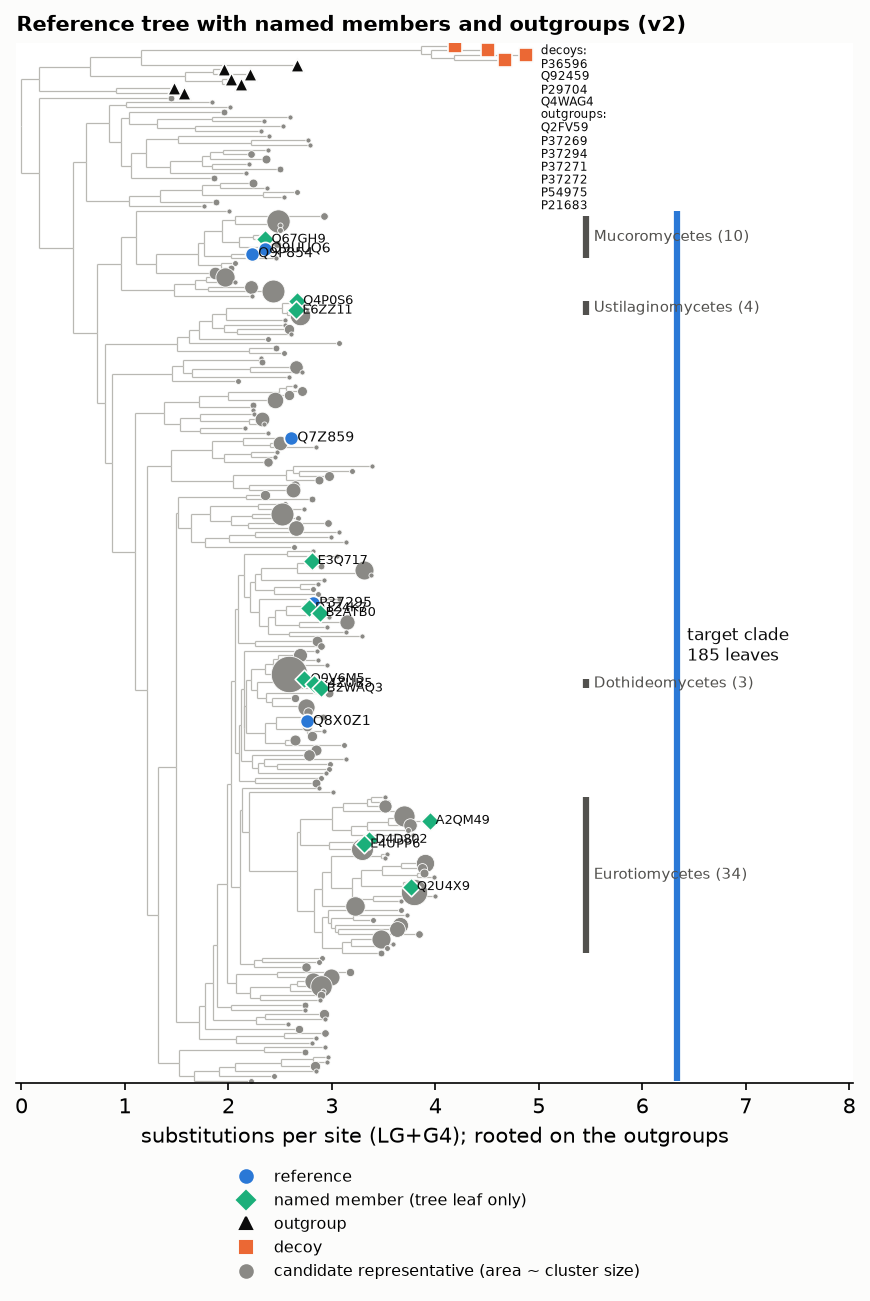 Reference tree with named members and outgroups (v2)
decoys:
P36596
Q92459
P29704
Q4WAG4
outgroups:
Q2FV59
P37269
P37294
P37271
P37272
P54975
P21683
Mucoromycetes (10)
Q67GH9
Q9P854
Q4P0S6
E6ZZ11
Ustilaginomycetes (4)
Q7Z859
E3Q717
P37295
B2ATB0
target clade
185 leaves
Q9Y6M5
B2WAQ3
Dothideomycetes (3)
Q8X0Z1
A2QM49
E4UPP6
Eurotiomycetes (34)
Q2U4X9
0 1 2 3 4 5 6 7 8
substitutions per site (LG+G4); rooted on the outgroups
reference
named member (tree leaf only)
outgroup
decoy
candidate representative (area ~ cluster size)